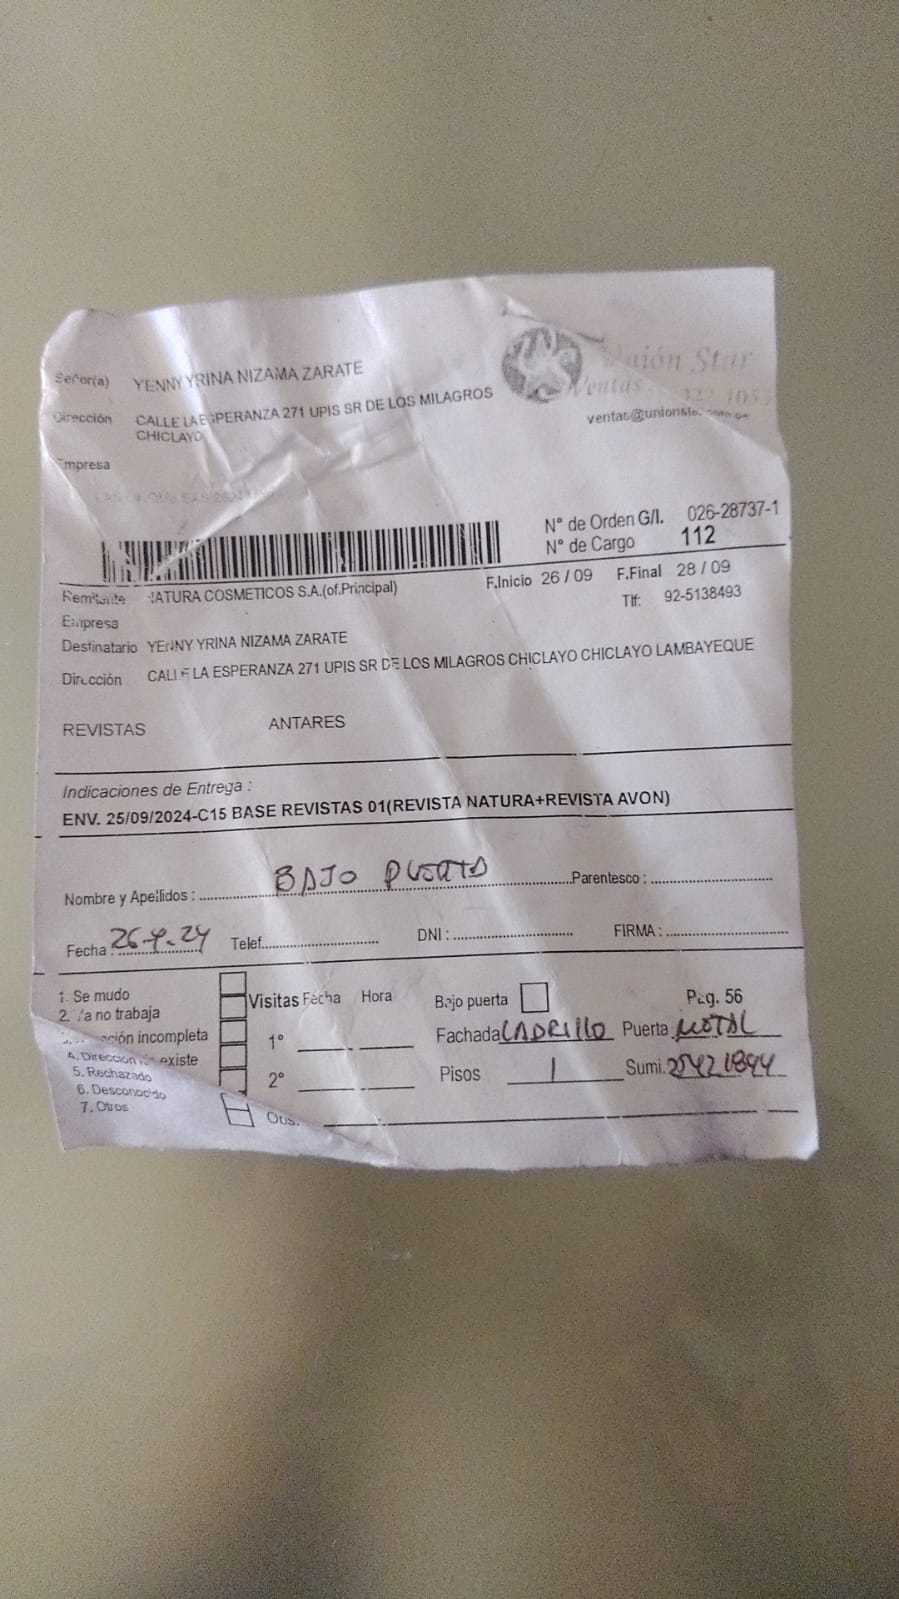 Señor(a) YENNY YRINA NIZAMA ZARATE
Unión Star
Ventas
Dirección CALLE LA ESPERANZA 271 UPIS SR DE LOS MILAGROS
CHICLAYO
Empresa
N° de Orden G/I. 026-28737-1
N° de Cargo 112
Remitente NATURA COSMETICOS S.A.(of.Principal) F.Inicio 26 / 09 F.Final 28 / 09
Empresa Tlf: 92-5138493
Destinatario YENNY YRINA NIZAMA ZARATE
Dirección CALLE LA ESPERANZA 271 UPIS SR DE LOS MILAGROS CHICLAYO CHICLAYO LAMBAYEQUE
REVISTAS ANTARES
Indicaciones de Entrega :
ENV. 25/09/2024-C15 BASE REVISTAS 01(REVISTA NATURA+REVISTA AVON)
Nombre y Apellidos : BAJO PUERTA Parentesco :
Fecha : 26-9-24 Telef. DNI : FIRMA :
1. Se mudo Visitas Fecha Hora Bajo puerta Pag. 56
2. Ya no trabaja
incompleta 1° Fachada LADRILLO Puerta METAL
4. Dirección no existe
5. Rechazado 2° Pisos 1 Sumi. 25421894
6. Desconocido
7. Otros Obs.